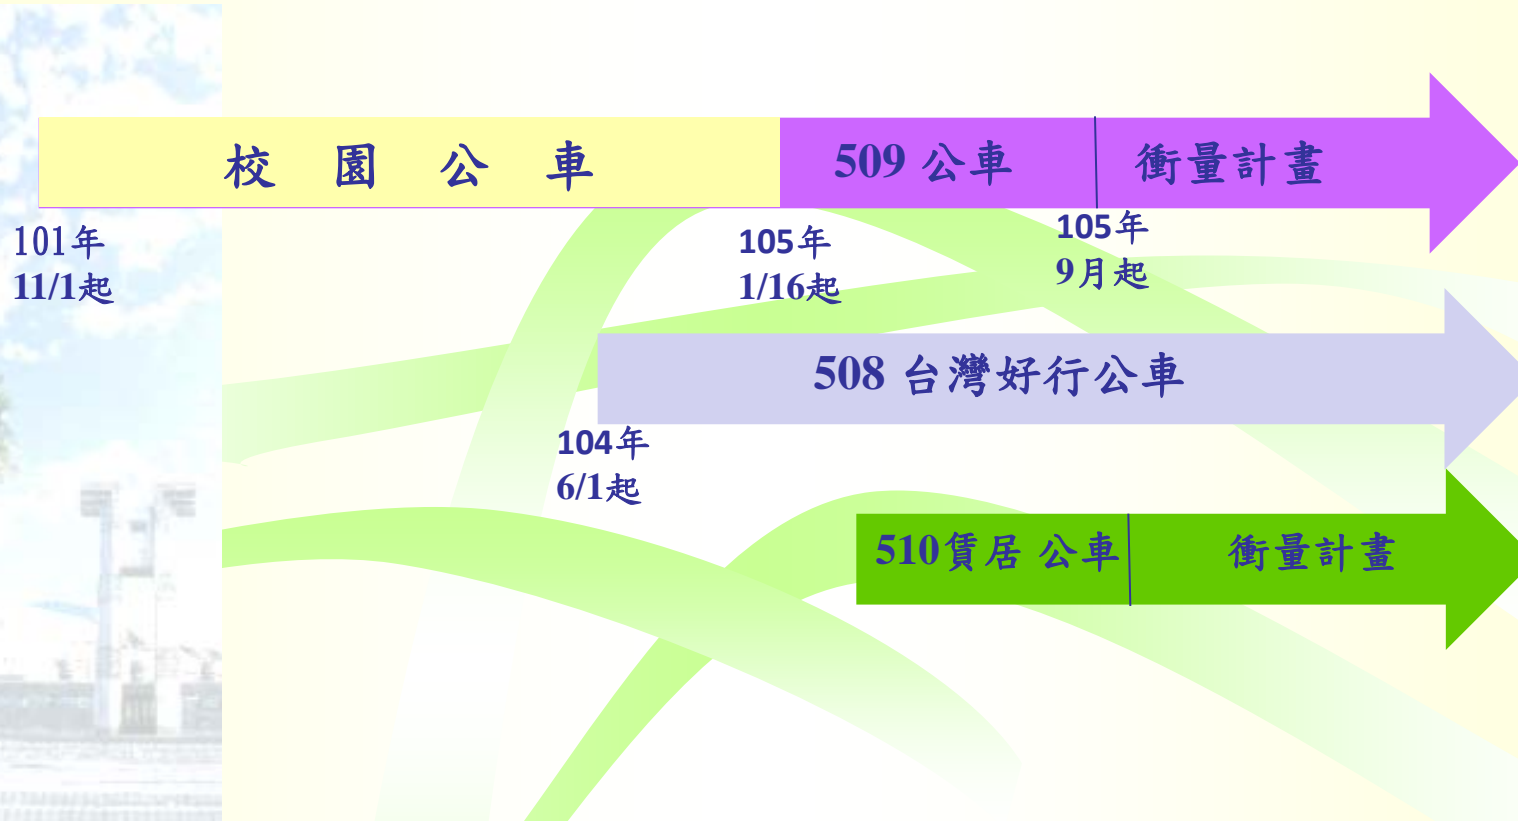 校園公車
509 公車
衝量計畫
101年
11/1起
105年
1/16起
105年
9月起
508 台灣好行公車
104年
6/1起
510賃居 公車
衝量計畫